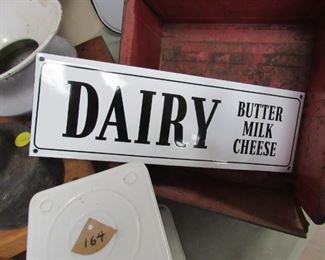 DAIRY
BUTTER
MILK
CHEESE
164